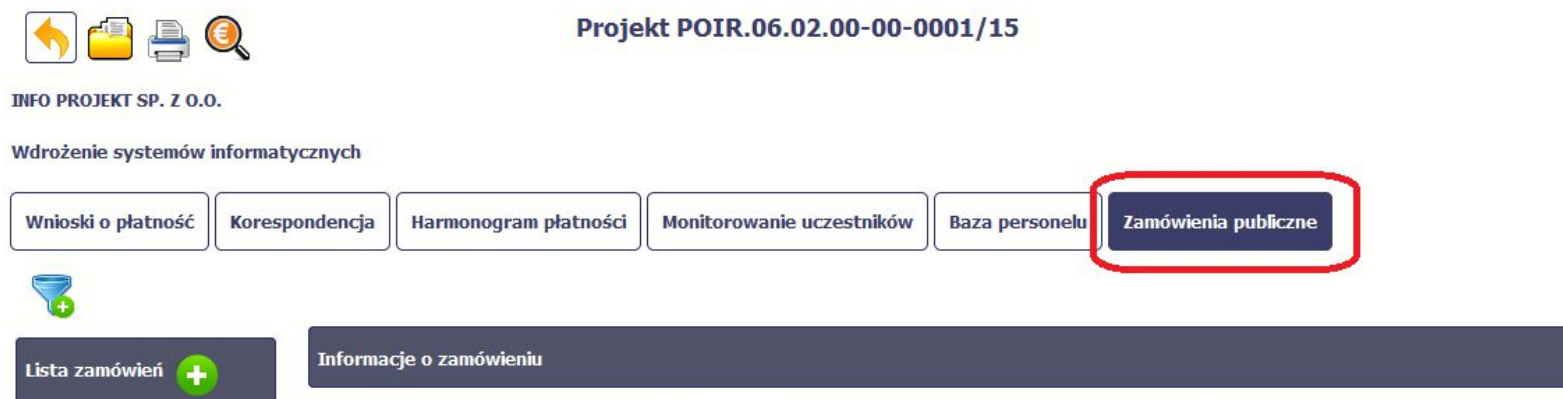 Projekt POIR.06.02.00-00-0001/15
INFO PROJEKT SP. Z O.O.
Wdrożenie systemów informatycznych
Wnioski o płatność Korespondencja Harmonogram płatności Monitorowanie uczestników Baza personelu Zamówienia publiczne
Lista zamówień Informacje o zamówieniu